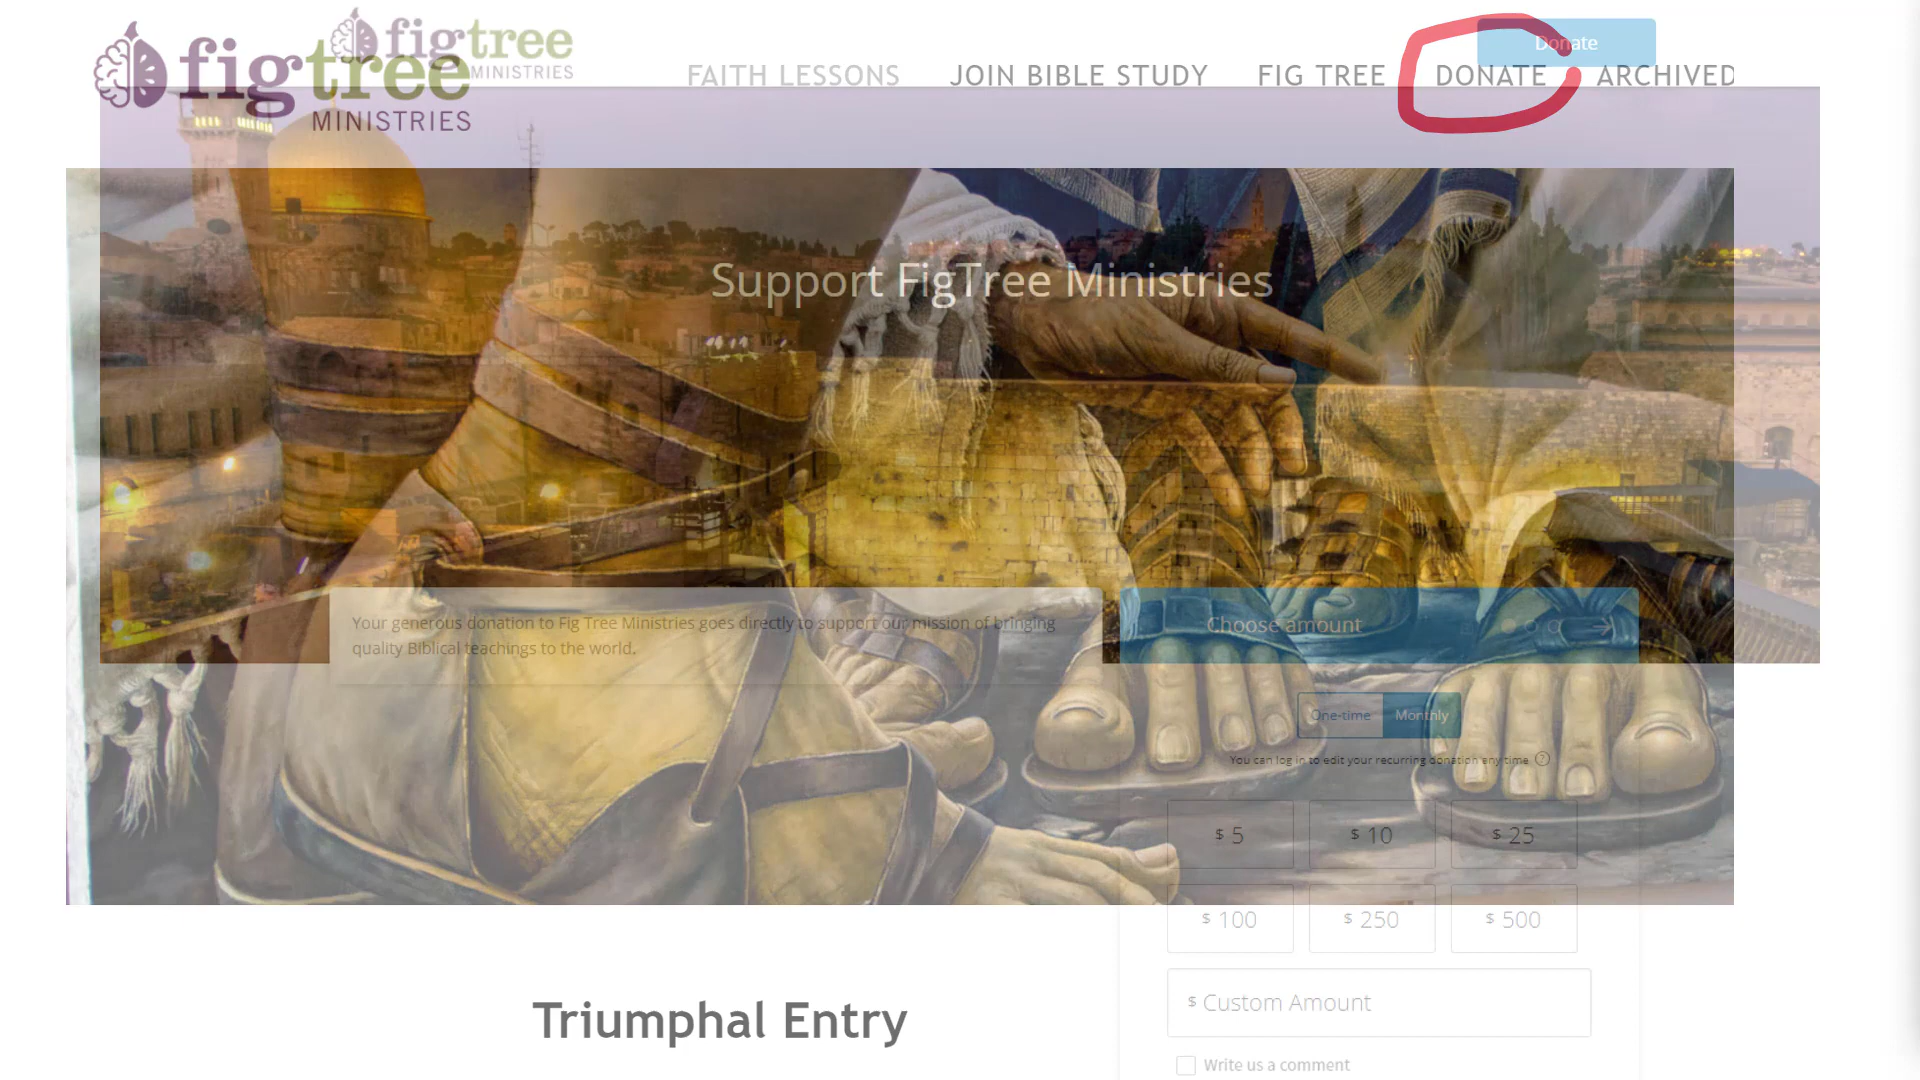 figtree
MINISTRIES
figtree
MINISTRIES
Donate
FAITH LESSONS JOIN BIBLE STUDY FIG TREE DONATE ARCHIVED
Support FigTree Ministries
Your generous donation to Fig Tree Ministries goes directly to support our mission of bringing
quality Biblical teachings to the world.
Choose amount
One-time Monthly
You can log in to edit your recurring donation any time ?
$ 5 $ 10 $ 25
$ 100 $ 250 $ 500
$ Custom Amount
Triumphal Entry
Write us a comment